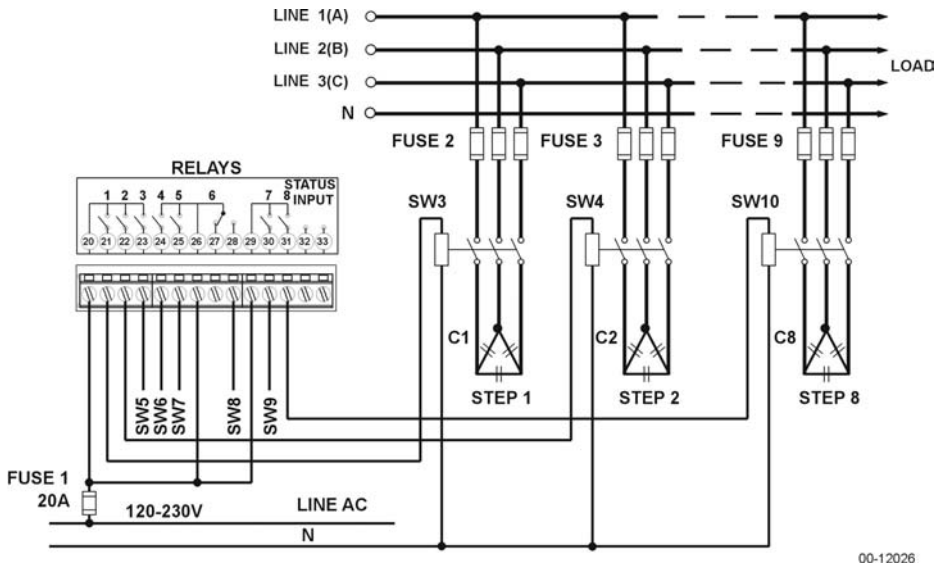 LINE 1(A)
LINE 2(B)
LINE 3(C)
N
LOAD
FUSE 2
FUSE 3
FUSE 9
RELAYS
STATUS
INPUT
1 2 3 4 5 6 7 8
20 21 22 23 24 25 26 27 28 29 30 31 32 33
SW3
SW4
SW10
C1
C2
C8
STEP 1
STEP 2
STEP 8
SW5
SW6
SW7
SW8
SW9
FUSE 1
20A
120-230V
LINE AC
N
00-12026